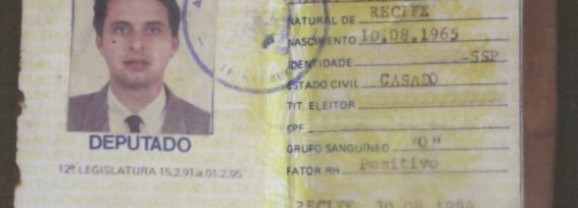 NATURAL DE RECIFE
NASCIMENTO 10.08.1965
IDENTIDADE -SSP
ESTADO CIVIL CASADO
TIT. ELEITOR
CPF
GRUPO SANGUÍNEO "O"
FATOR RH Positivo
RECIFE
DEPUTADO
12ª LEGISLATURA 15.2.91 a 01.2.95